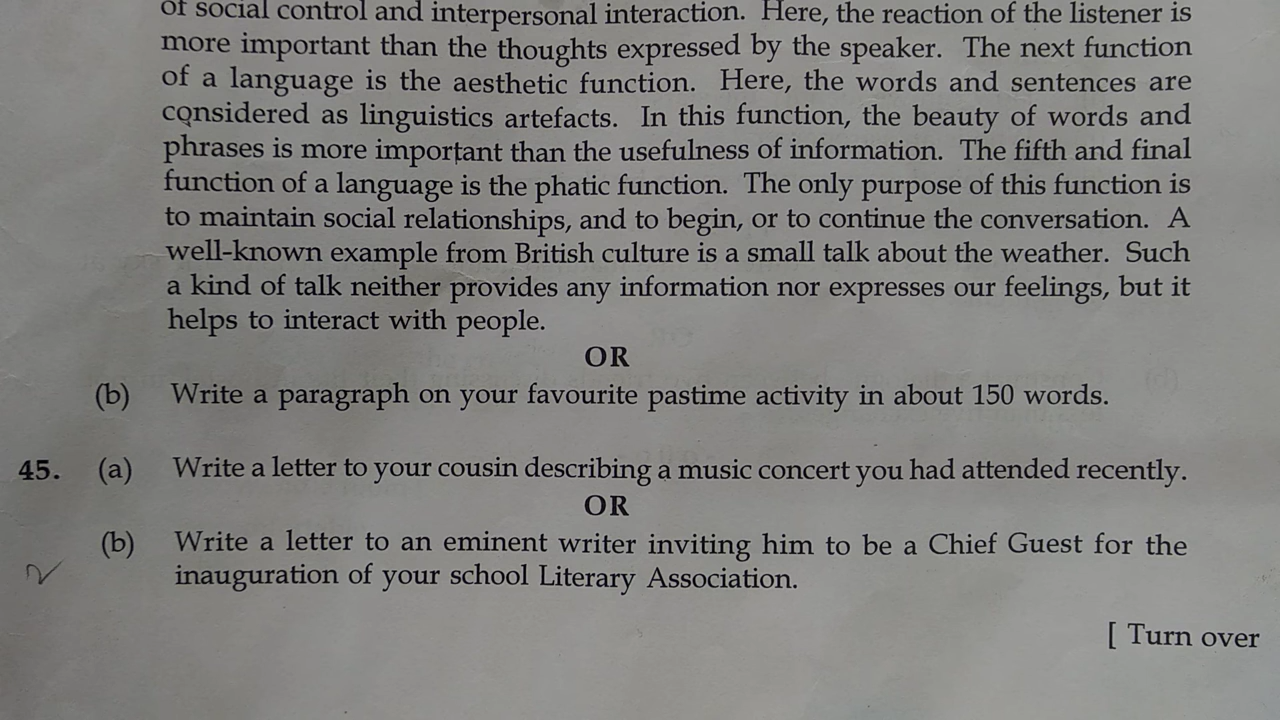 of social control and interpersonal interaction. Here, the reaction of the listener is
more important than the thoughts expressed by the speaker. The next function
of a language is the aesthetic function. Here, the words and sentences are
considered as linguistics artefacts. In this function, the beauty of words and
phrases is more important than the usefulness of information. The fifth and final
function of a language is the phatic function. The only purpose of this function is
to maintain social relationships, and to begin, or to continue the conversation. A
well-known example from British culture is a small talk about the weather. Such
a kind of talk neither provides any information nor expresses our feelings, but it
helps to interact with people.
OR
(b) Write a paragraph on your favourite pastime activity in about 150 words.
45. (a) Write a letter to your cousin describing a music concert you had attended recently.
OR
(b) Write a letter to an eminent writer inviting him to be a Chief Guest for the
inauguration of your school Literary Association.
[ Turn over